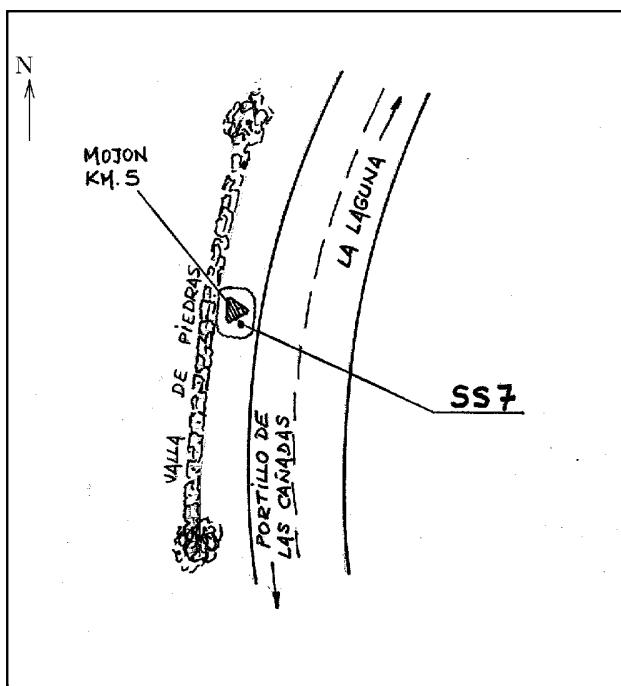 N
MOJON
KM. 5
LA LAGUNA
VALLA DE PIEDRAS
SS7
PORTILLO DE
LAS CAÑADAS